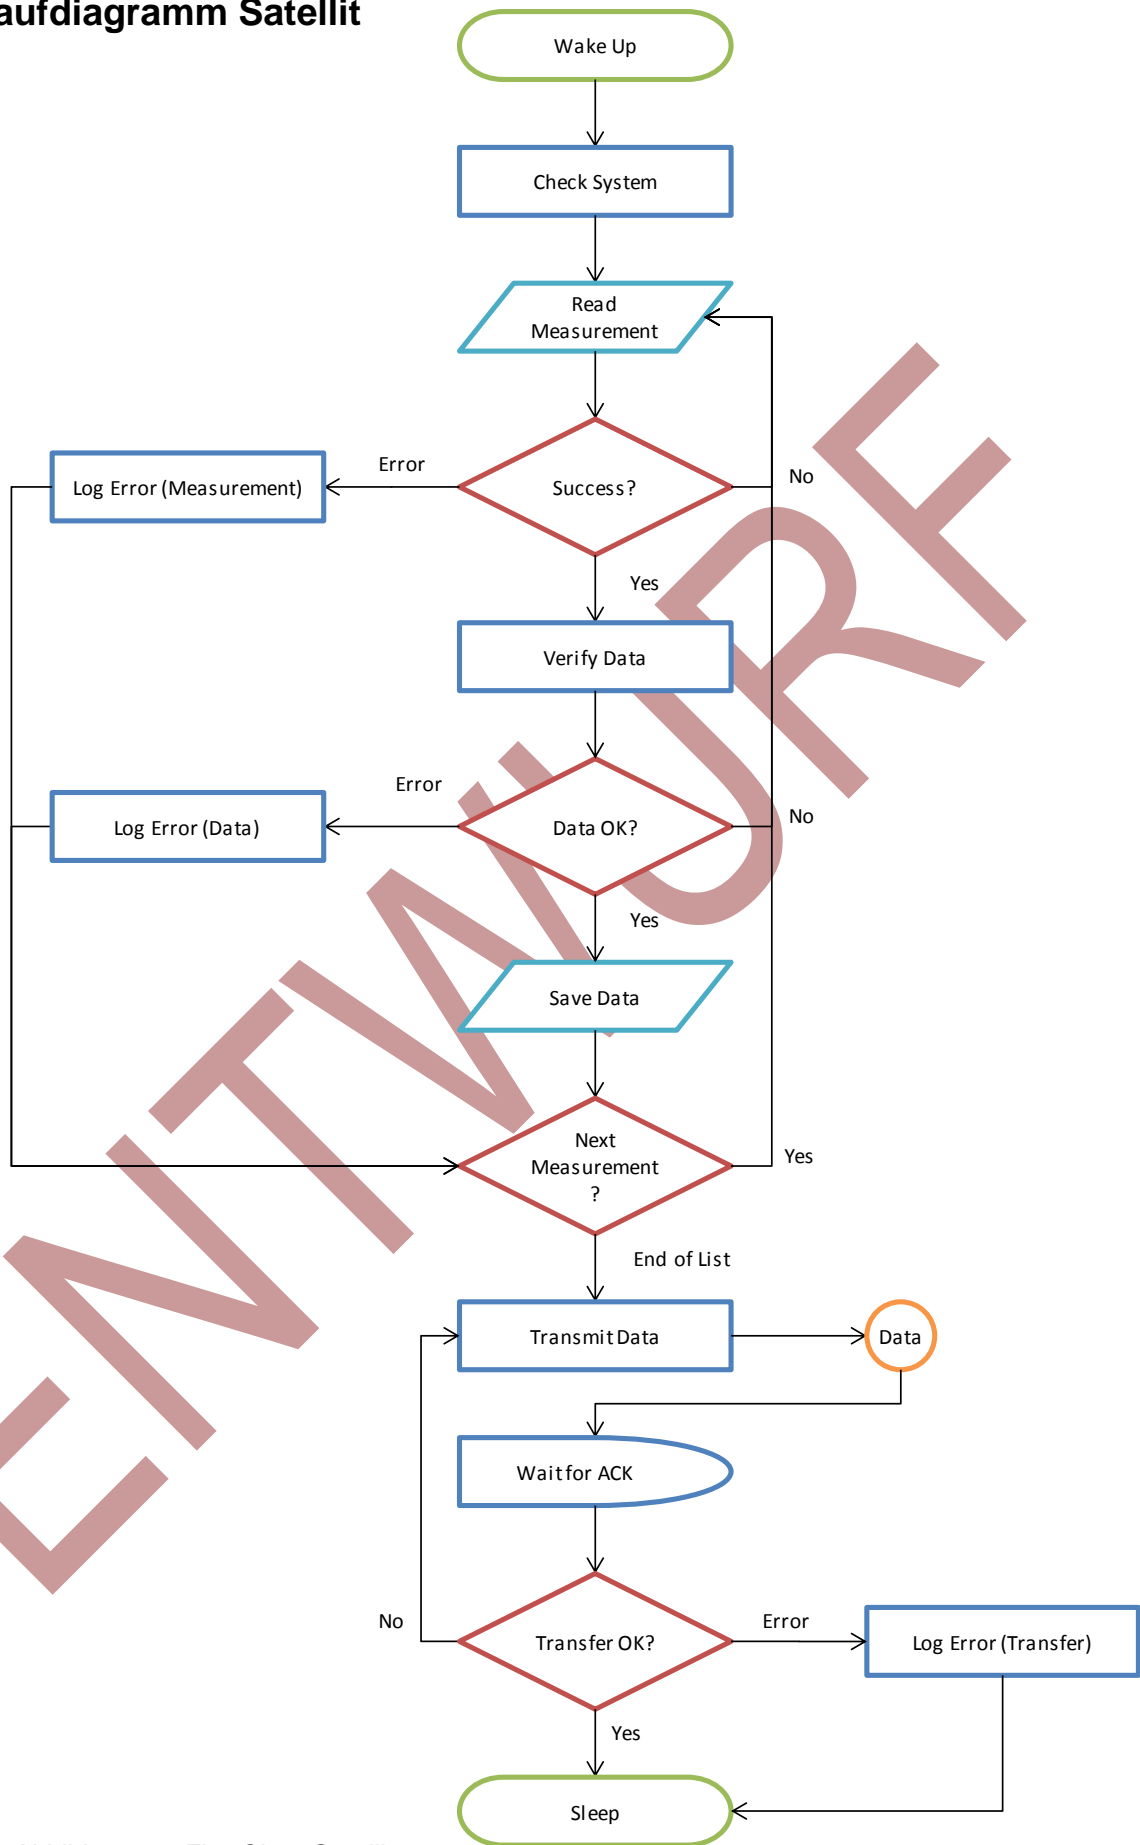 aufdiagramm Satellit
Wake Up
Check System
Read
Measurement
Error
Success?
No
Log Error (Measurement)
Yes
Verify Data
Error
Data OK?
No
Log Error (Data)
Yes
Save Data
Next
Measurement
?
Yes
End of List
Transmit Data
Data
Wait for ACK
No
Transfer OK?
Error
Log Error (Transfer)
Yes
Sleep
ENTWURF